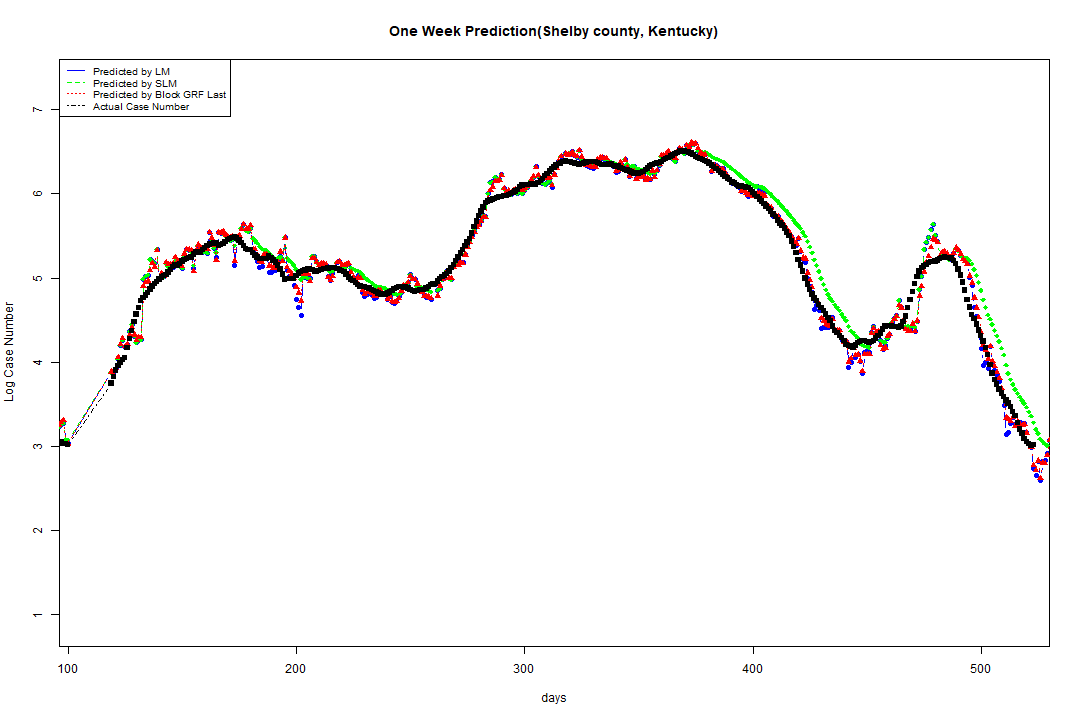 One Week Prediction(Shelby county, Kentucky)
Predicted by LM
Predicted by SLM
Predicted by Block GRF Last
Actual Case Number
7
6
5
4
3
2
1
Log Case Number
100 200 300 400 500
days